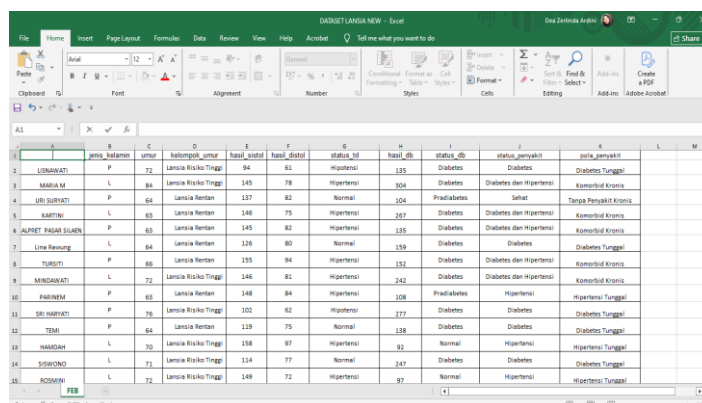 DATASET LANSIA NEW - Excel Dea Zerlinda Ardini
File Home Insert Page Layout Formulas Data Review View Help Acrobat Tell me what you want to do Share
Arial 12 General Insert Delete Format
Paste B I U Conditional Formatting Format as Table Cell Styles Sort & Filter Find & Select Add-ins Create a PDF
Clipboard Font Alignment Number Styles Cells Editing Add-ins Adobe Acrobat
A1 fx
A B C D E F G H I J K L M
1 jenis_kelamin umur kelompok_umur hasil_sistol hasil_distol status_td hasil_db status_db status_penyakit pola_penyakit
2 LISNAWATI P 72 Lansia Risiko Tinggi 94 61 Hipotensi 135 Diabetes Diabetes Diabetes Tunggal
3 MARIA M L 84 Lansia Risiko Tinggi 145 78 Hipertensi 304 Diabetes Diabetes dan Hipertensi Komorbid Kronis
4 URI SURYATI P 64 Lansia Rentan 137 82 Normal 104 Pradiabetes Sehat Tanpa Penyakit Kronis
5 KARTINI L 63 Lansia Rentan 146 75 Hipertensi 267 Diabetes Diabetes dan Hipertensi Komorbid Kronis
6 ALPRET PASAR SILAEN P 63 Lansia Rentan 145 82 Hipertensi 135 Diabetes Diabetes dan Hipertensi Komorbid Kronis
7 Line Rawung L 64 Lansia Rentan 126 80 Normal 159 Diabetes Diabetes Diabetes Tunggal
8 TURSITI P 66 Lansia Rentan 155 94 Hipertensi 152 Diabetes Diabetes dan Hipertensi Komorbid Kronis
9 MINDAWATI L 72 Lansia Risiko Tinggi 146 81 Hipertensi 242 Diabetes Diabetes dan Hipertensi Komorbid Kronis
10 PARINEM P 63 Lansia Rentan 148 84 Hipertensi 108 Pradiabetes Hipertensi Hipertensi Tunggal
11 SRI HARYATI P 76 Lansia Risiko Tinggi 102 62 Hipotensi 277 Diabetes Diabetes Diabetes Tunggal
12 TEMI P 64 Lansia Rentan 119 75 Normal 138 Diabetes Diabetes Diabetes Tunggal
13 HAMDAH L 70 Lansia Risiko Tinggi 158 97 Hipertensi 92 Normal Hipertensi Hipertensi Tunggal
14 SISWONO L 71 Lansia Risiko Tinggi 114 77 Normal 247 Diabetes Diabetes Diabetes Tunggal
15 ROSMINI L 72 Lansia Risiko Tinggi 149 72 Hipertensi 97 Normal Hipertensi Hipertensi Tunggal
FEB